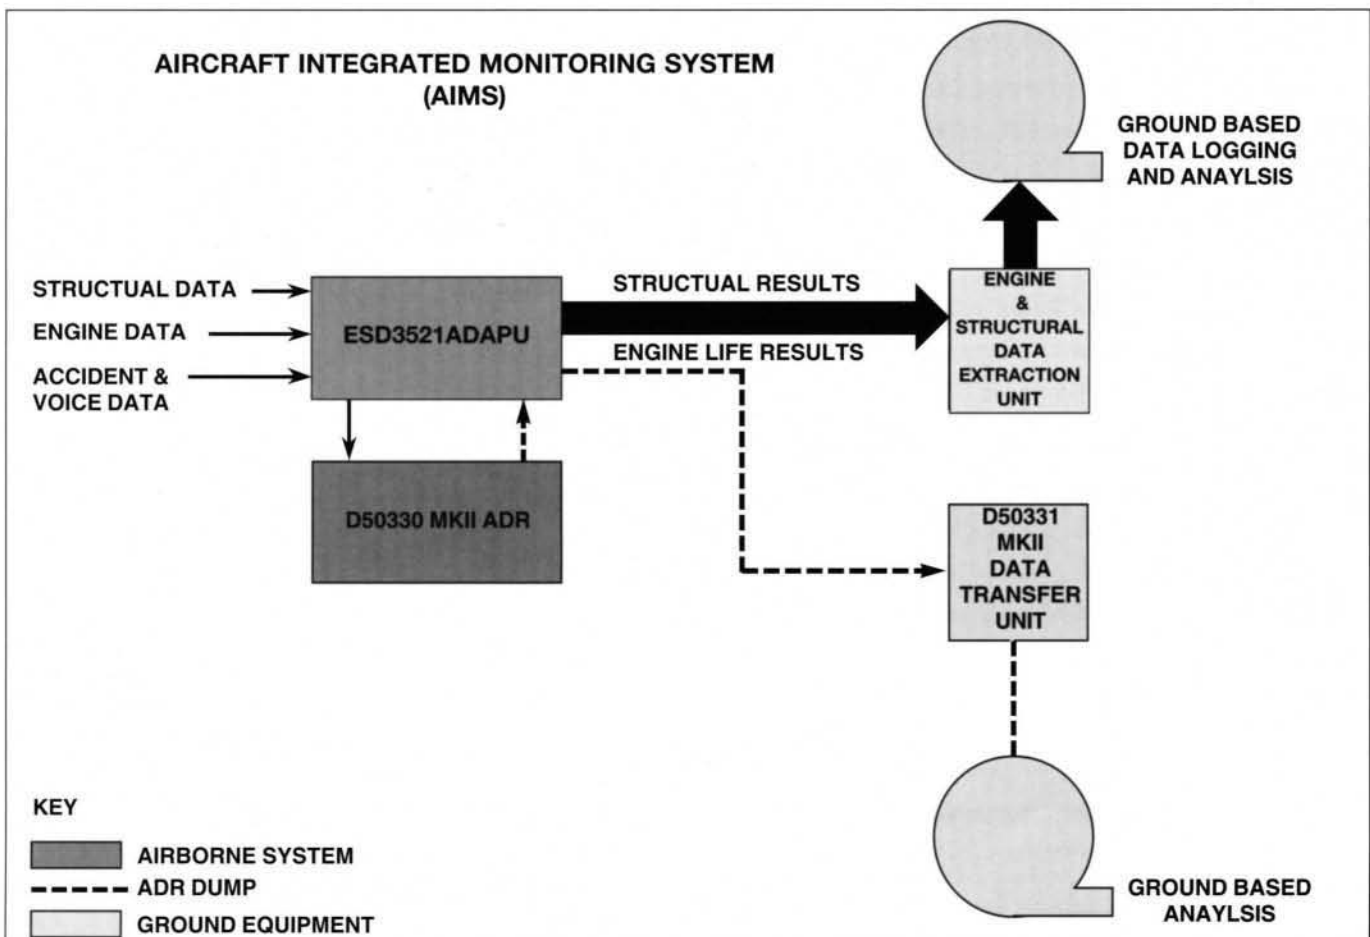 AIRCRAFT INTEGRATED MONITORING SYSTEM
(AIMS)
GROUND BASED
DATA LOGGING
AND ANAYLSIS
STRUCTUAL DATA
ENGINE DATA
ACCIDENT &
VOICE DATA
ESD3521ADAPU
STRUCTUAL RESULTS
ENGINE LIFE RESULTS
ENGINE
&
STRUCTURAL
DATA
EXTRACTION
UNIT
D50330 MKII ADR
D50331
MKII
DATA
TRANSFER
UNIT
GROUND BASED
ANAYLSIS
KEY
AIRBORNE SYSTEM
ADR DUMP
GROUND EQUIPMENT